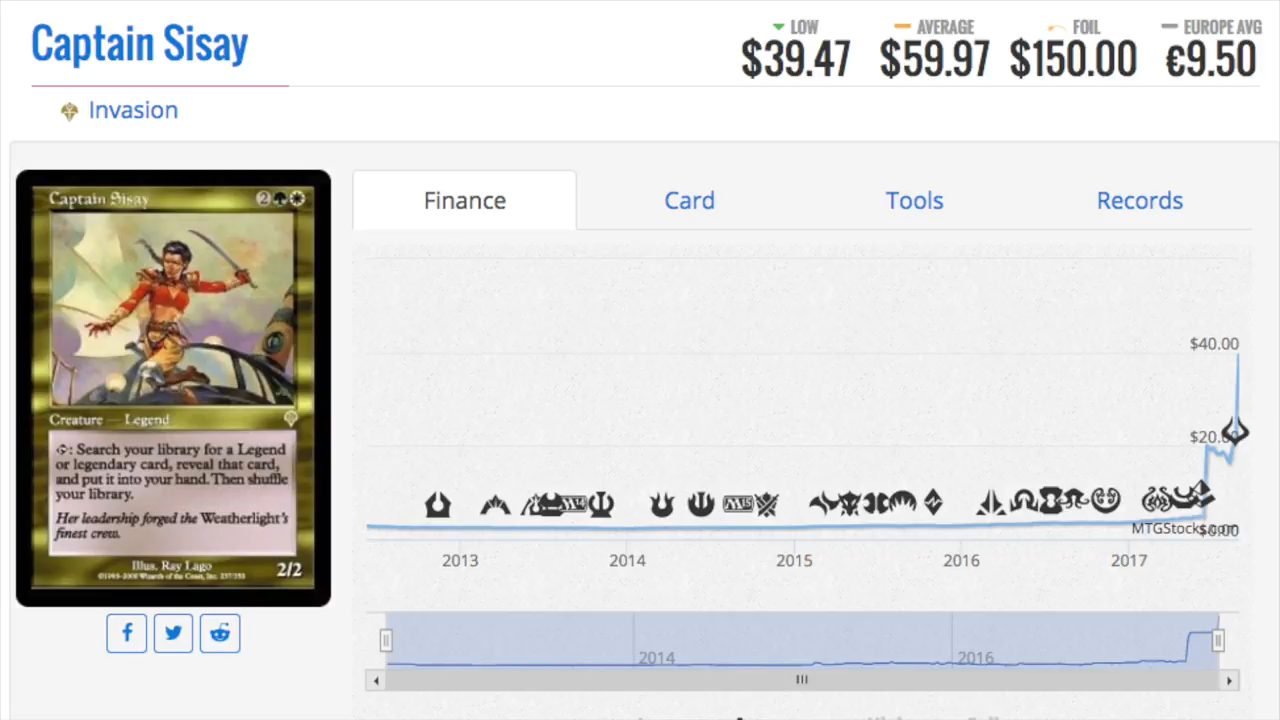 Captain Sisay
LOW
$39.47
AVERAGE
$59.97
FOIL
$150.00
EUROPE AVG
€9.50
Invasion
Captain Sisay
2
Creature — Legend
: Search your library for a Legend
or legendary card, reveal that card,
and put it into your hand. Then shuffle
your library.
Her leadership forged the Weatherlight's
finest crew.
Illus. Ray Lago
2/2
Finance
Card
Tools
Records
$40.00
$20.00
$0.00
MTGStocks.com
2013
2014
2015
2016
2017
2014
2016